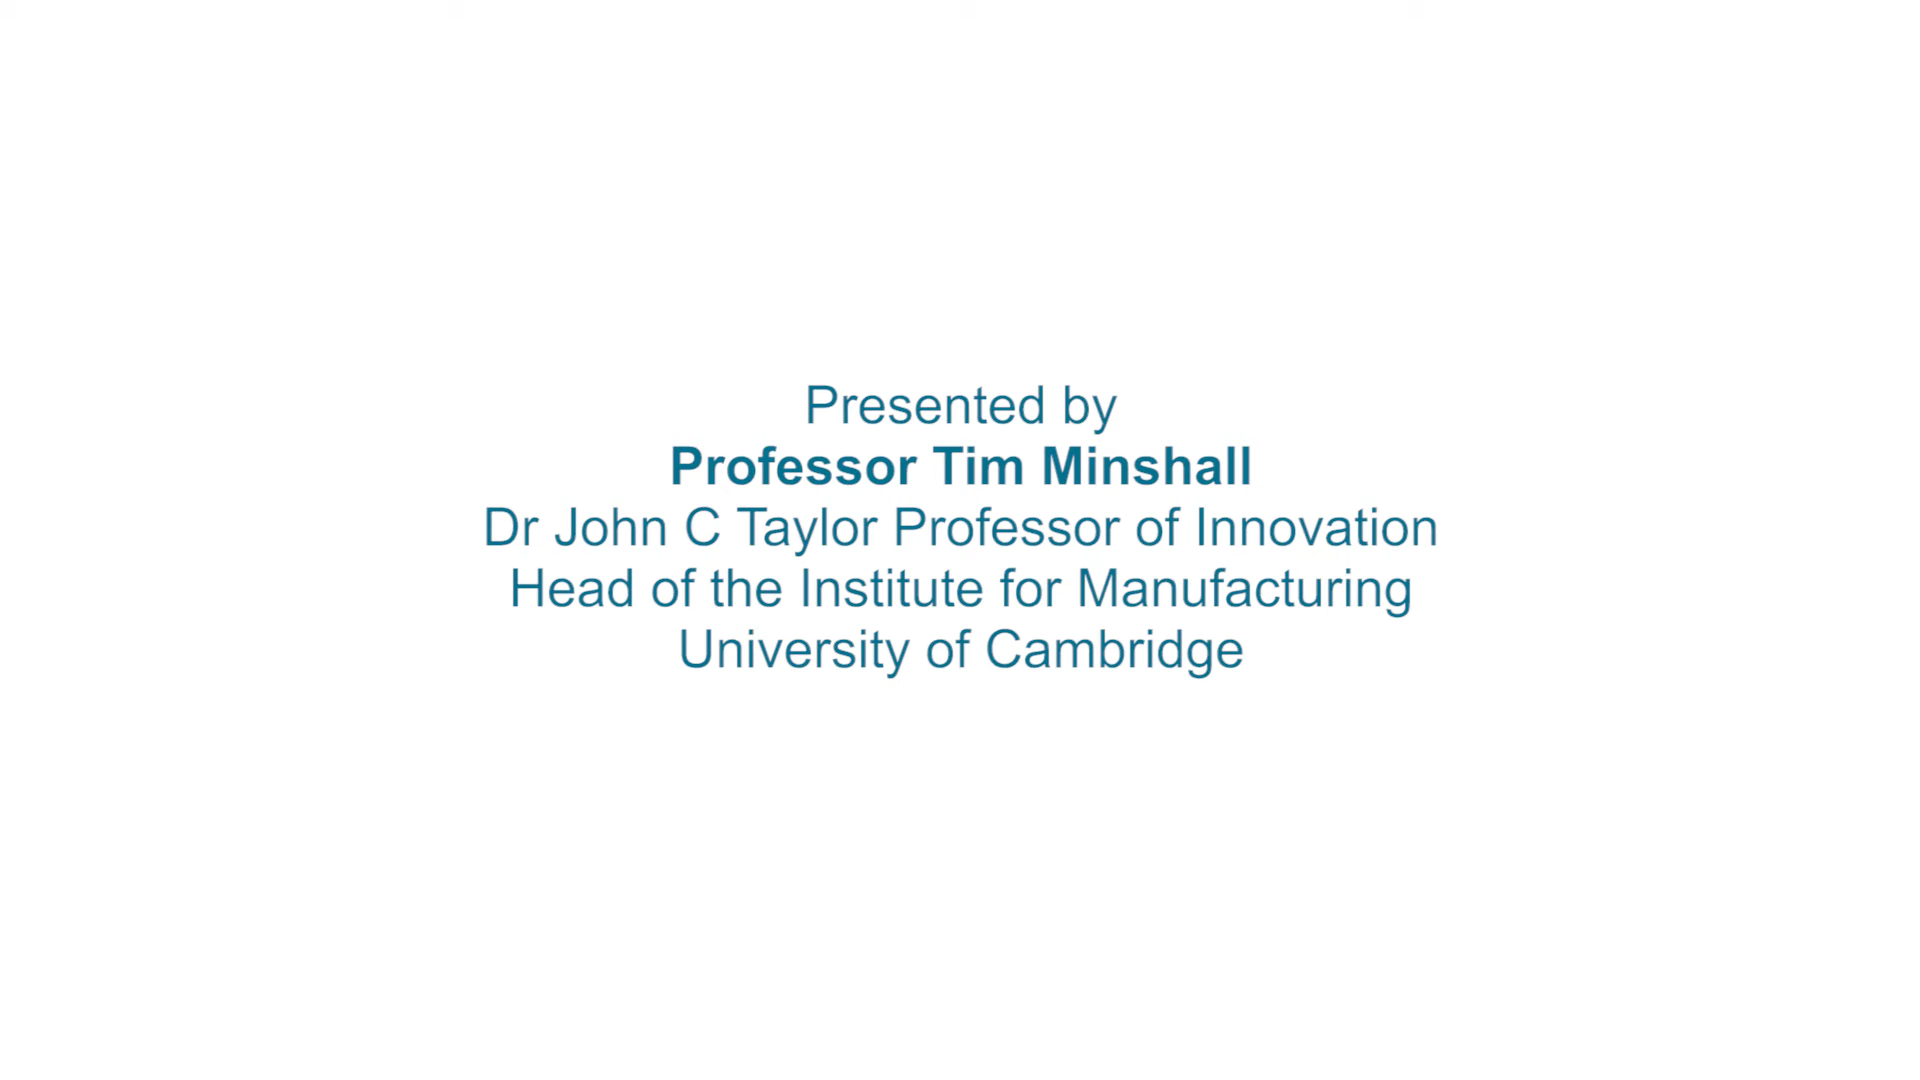 Presented by
Professor Tim Minshall
Dr John C Taylor Professor of Innovation
Head of the Institute for Manufacturing
University of Cambridge